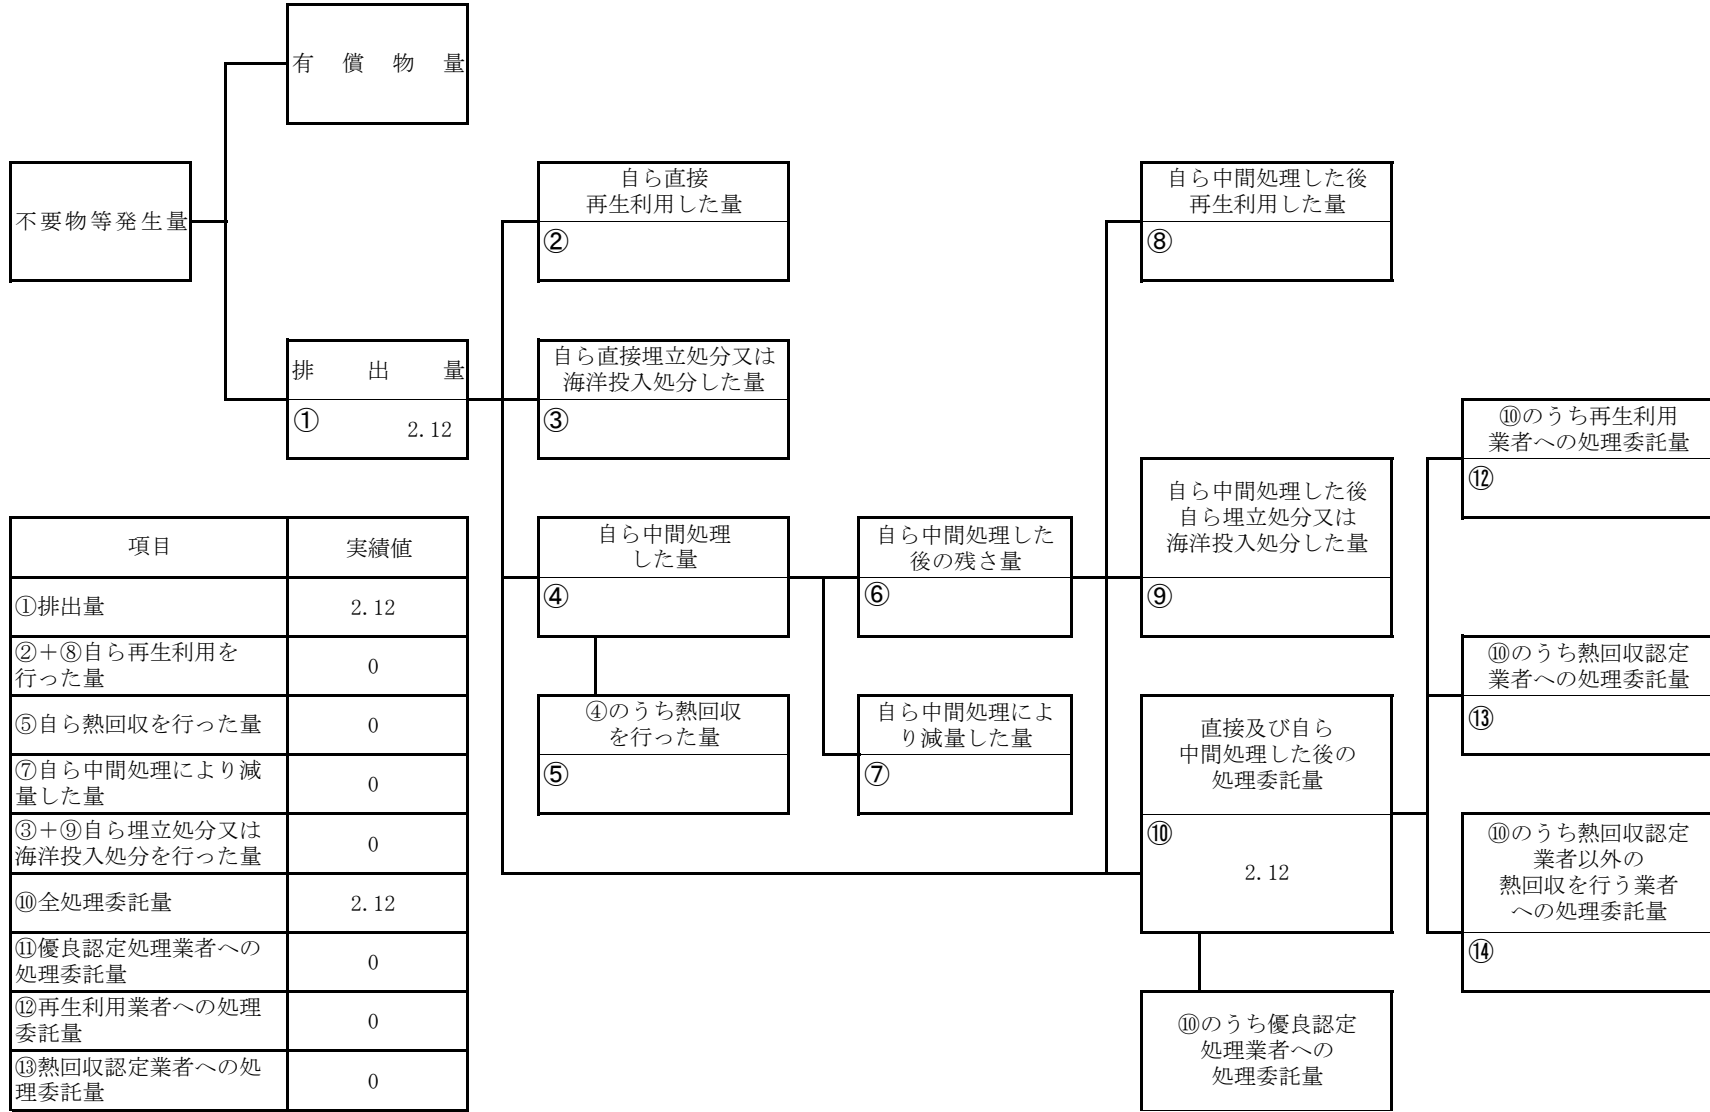 有償物量
不要物等発生量
自ら直接
再生利用した量
②
自ら中間処理した後
再生利用した量
⑧
排出量
① 2.12
自ら直接埋立処分又は
海洋投入処分した量
③
⑩のうち再生利用
業者への処理委託量
⑫
自ら中間処理
した量
④
自ら中間処理した
後の残さ量
⑥
自ら中間処理した後
自ら埋立処分又は
海洋投入処分した量
⑨
⑩のうち熱回収認定
業者への処理委託量
⑬
④のうち熱回収
を行った量
⑤
自ら中間処理によ
り減量した量
⑦
直接及び自ら
中間処理した後の
処理委託量
⑩
2.12
⑩のうち熱回収認定
業者以外の
熱回収を行う業者
への処理委託量
⑭
⑩のうち優良認定
処理業者への
処理委託量
項目 実績値
①排出量 2.12
②＋⑧自ら再生利用を
行った量 0
⑤自ら熱回収を行った量 0
⑦自ら中間処理により減
量した量 0
③＋⑨自ら埋立処分又は
海洋投入処分を行った量 0
⑩全処理委託量 2.12
⑪優良認定処理業者への
処理委託量 0
⑫再生利用業者への処理
委託量 0
⑬熱回収認定業者への処
理委託量 0